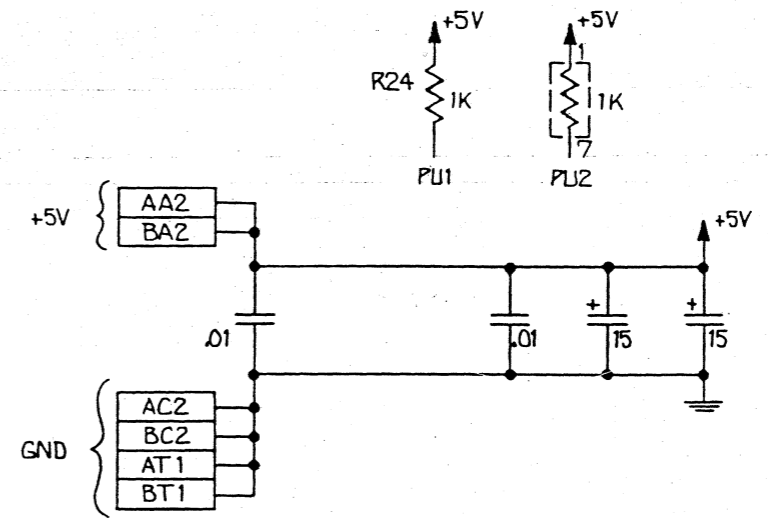 +5V
+5V
R24
1K
1
1K
7
PU1
PU2
+5V
AA2
BA2
+5V
.01
.01
+
15
+
15
GND
AC2
BC2
AT1
BT1